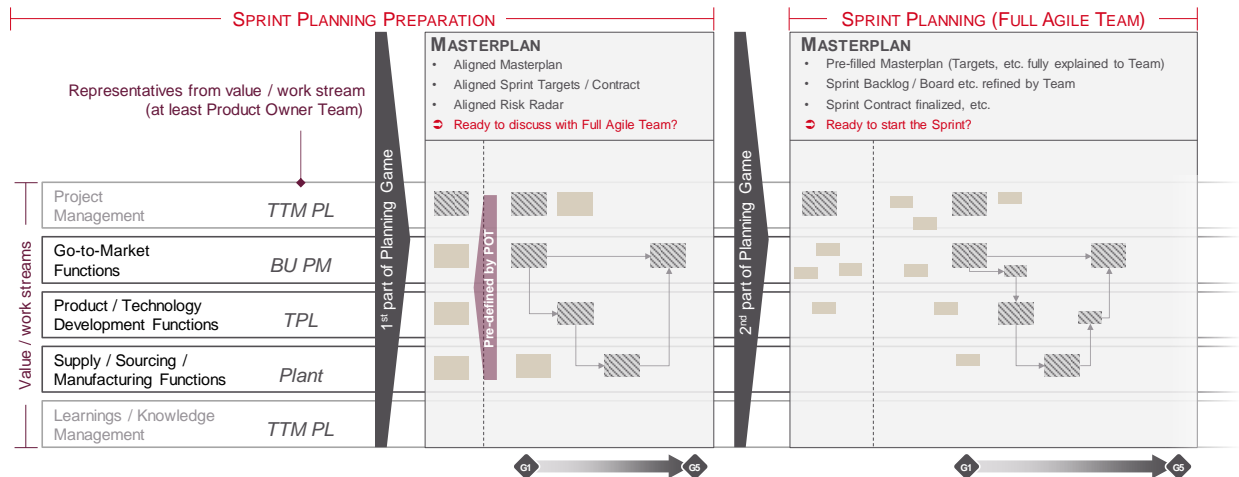 SPRINT PLANNING PREPARATION
SPRINT PLANNING (FULL AGILE TEAM)
Representatives from value / work stream
(at least Product Owner Team)
Value / work streams
Project
Management
TTM PL
Go-to-Market
Functions
BU PM
Product / Technology
Development Functions
TPL
Supply / Sourcing /
Manufacturing Functions
Plant
Learnings / Knowledge
Management
TTM PL
1st part of Planning Game
MASTERPLAN
• Aligned Masterplan
• Aligned Sprint Targets / Contract
• Aligned Risk Radar
➲ Ready to discuss with Full Agile Team?
Pre-defined by POT
G1
G5
2nd part of Planning Game
MASTERPLAN
• Pre-filled Masterplan (Targets, etc. fully explained to Team)
• Sprint Backlog / Board etc. refined by Team
• Sprint Contract finalized, etc.
➲ Ready to start the Sprint?
G1
G5